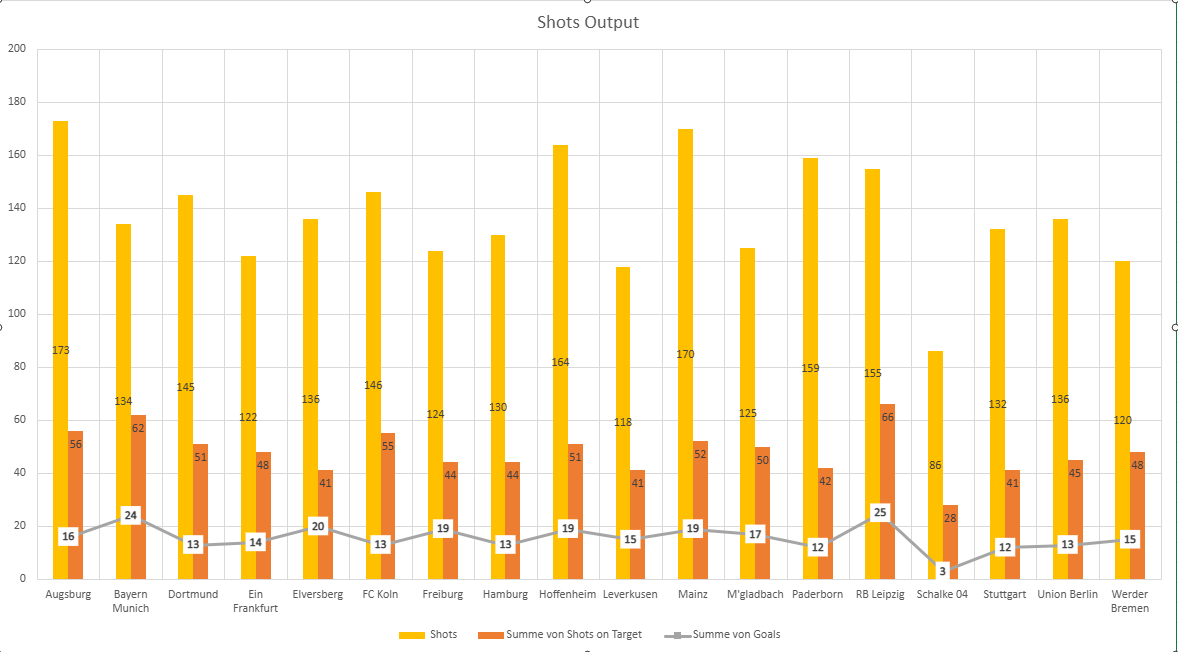 Shots Output
200
180
160
140
120
100
80
60
40
20
0
173 134 145 122 136 146 124 130 164 118 170 125 159 155 86 132 136 120
56 62 51 48 41 55 44 44 51 41 52 50 42 66 28 41 45 48
16 24 13 14 20 13 19 13 19 15 19 17 12 25 3 12 13 15
Augsburg Bayern Munich Dortmund Ein Frankfurt Elversberg FC Koln Freiburg Hamburg Hoffenheim Leverkusen Mainz M'gladbach Paderborn RB Leipzig Schalke 04 Stuttgart Union Berlin Werder Bremen
Shots Summe von Shots on Target Summe von Goals